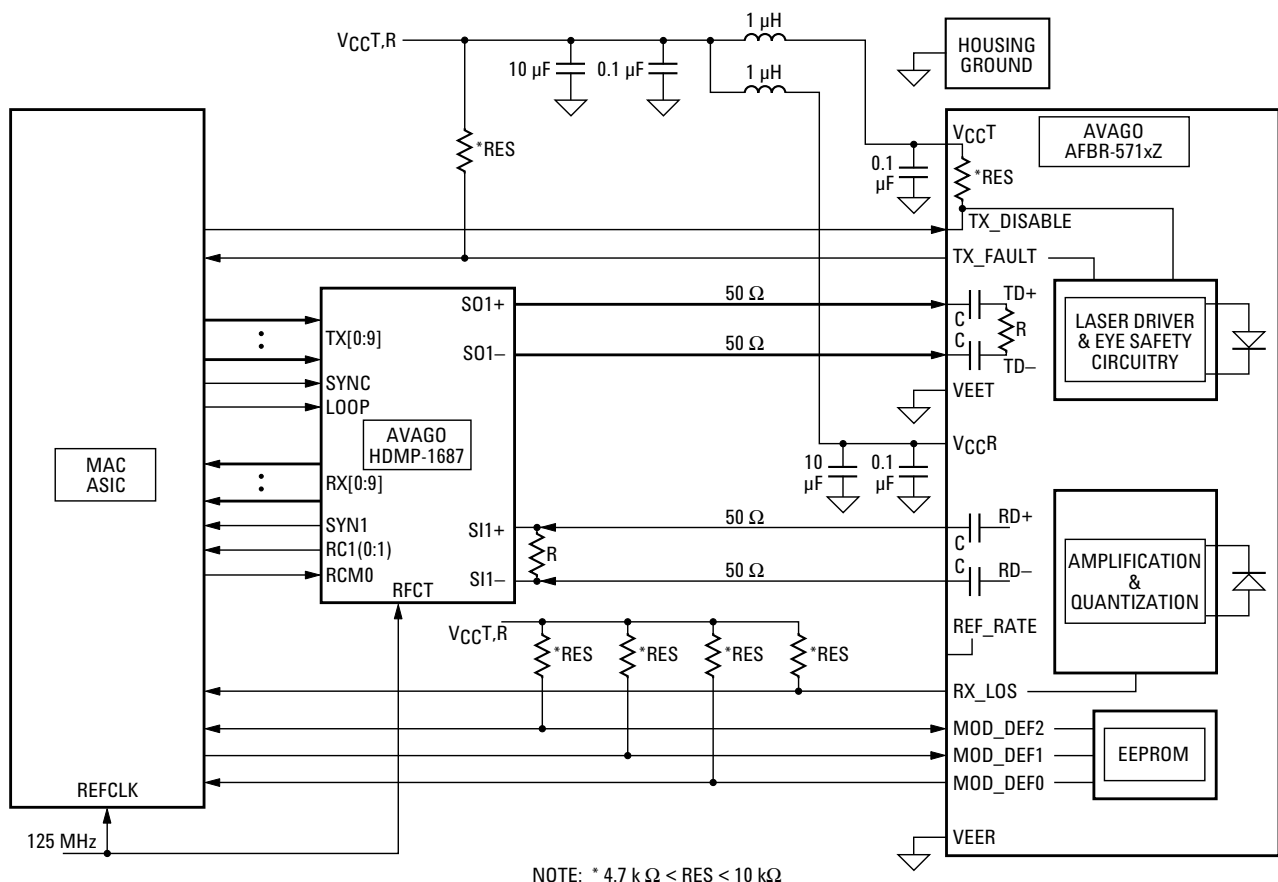 1 µH
VCCT,R
10 µF
0.1 µF
1 µH
HOUSING
GROUND
*RES
VCCT
AVAGO
AFBR-571xZ
0.1
µF
*RES
TX_DISABLE
TX_FAULT
SO1+
50 Ω
TD+
C
R
TX[0:9]
:
:
SO1–
50 Ω
C
TD–
LASER DRIVER
& EYE SAFETY
CIRCUITRY
SYNC
LOOP
VEET
MAC
ASIC
AVAGO
HDMP-1687
VCCR
10
µF
0.1
µF
RX[0:9]
:
:
SYN1
RC1(0:1)
RCM0
RFCT
SI1+
R
SI1–
50 Ω
50 Ω
C
RD+
C
RD–
AMPLIFICATION
&
QUANTIZATION
VCCT,R
*RES
*RES
*RES
*RES
REF_RATE
RX_LOS
MOD_DEF2
MOD_DEF1
MOD_DEF0
EEPROM
REFCLK
125 MHz
VEER
NOTE: * 4.7 k Ω < RES < 10 kΩ